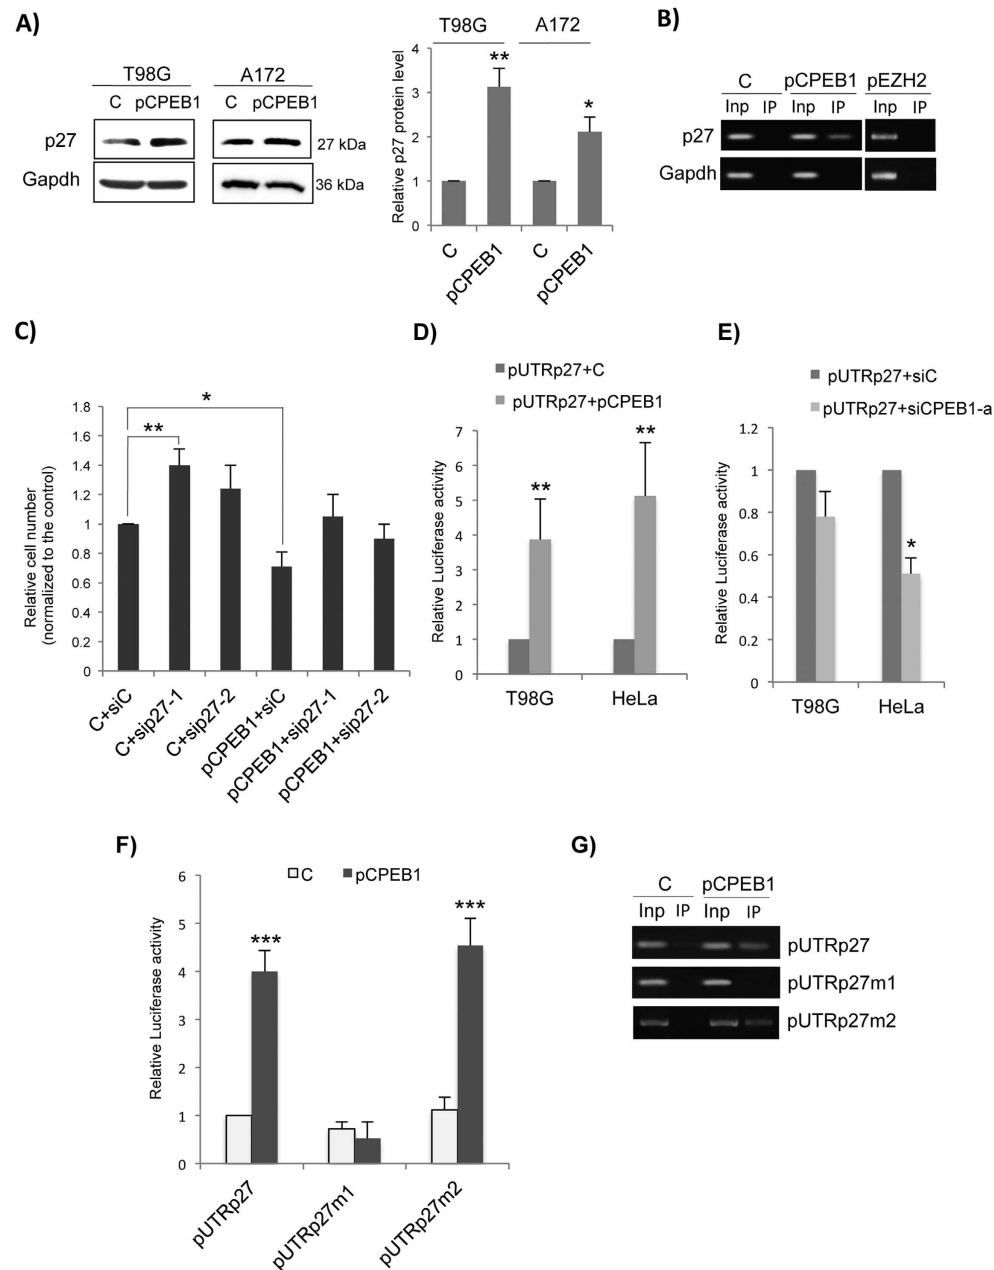 A)
T98G A172
C pCPEB1 C pCPEB1
p27
27 kDa
Gapdh
36 kDa
T98G A172
Relative p27 protein level
4
3
2
1
0
**
*
C
pCPEB1
C
pCPEB1
B)
C pCPEB1 pEZH2
Inp IP Inp IP Inp IP
p27
Gapdh
C)
Relative cell number
(normalized to the control)
1.8
1.6
1.4
1.2
1
0.8
0.6
0.4
0.2
0
*
**
C+siC
C+sip27-1
C+sip27-2
pCPEB1+siC
pCPEB1+sip27-1
pCPEB1+sip27-2
D)
pUTRp27+C
pUTRp27+pCPEB1
Relative Luciferase activity
7
6
5
4
2
1
0
**
**
T98G HeLa
E)
pUTRp27+siC
pUTRp27+siCPEB1-a
Relative Luciferase activity
1.2
1
0.8
0.6
0.4
0.2
0
*
T98G HeLa
F)
C pCPEB1
Relative Luciferase activity
6
5
4
3
2
1
0
***
***
pUTRp27
pUTRp27m1
pUTRp27m2
G)
C pCPEB1
Inp IP Inp IP
pUTRp27
pUTRp27m1
pUTRp27m2